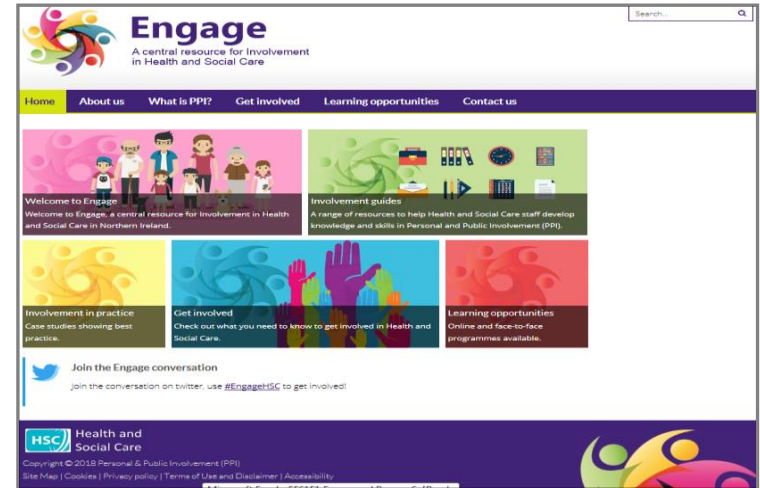 Search...
Engage
A central resource for Involvement
in Health and Social Care
Home About us What is PPI? Get involved Learning opportunities Contact us
Welcome to Engage
Welcome to Engage, a central resource for Involvement in Health
and Social Care in Northern Ireland.
Involvement guides
A range of resources to help Health and Social Care staff develop
knowledge and skills in Personal and Public Involvement (PPI).
Involvement in practice
Case studies showing best
practice.
Get involved
Check out what you need to know to get involved in Health and
Social Care.
Learning opportunities
Online and face-to-face
programmes available.
Join the Engage conversation
Join the conversation on twitter, use #EngageHSC to get involved!
HSC Health and
Social Care
Copyright © 2018 Personal & Public Involvement (PPI)
Site Map | Cookies | Privacy policy | Terms of Use and Disclaimer | Accessibility